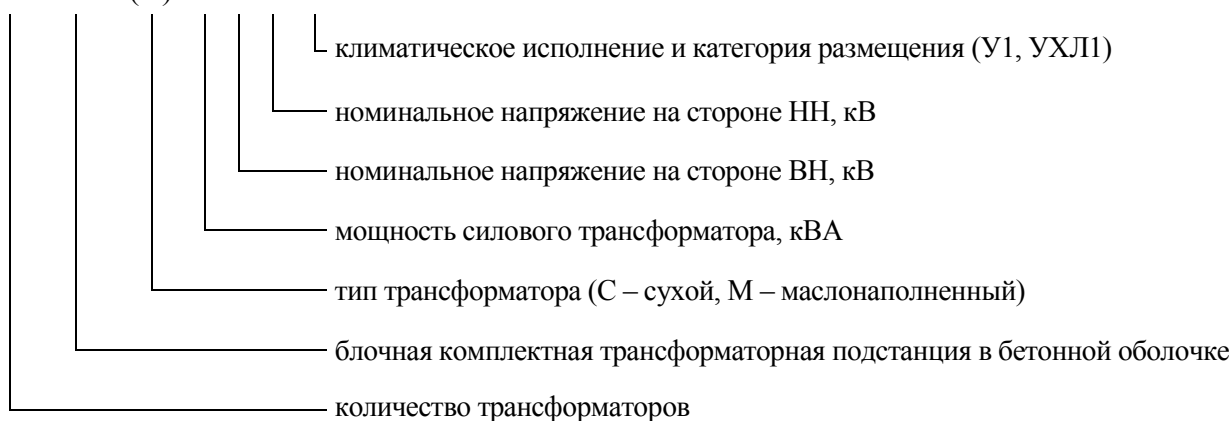 климатическое исполнение и категория размещения (У1, УХЛ1)
номинальное напряжение на стороне НН, кВ
номинальное напряжение на стороне ВН, кВ
мощность силового трансформатора, кВА
тип трансформатора (С – сухой, М – маслонаполненный)
блочная комплектная трансформаторная подстанция в бетонной оболочке
количество трансформаторов